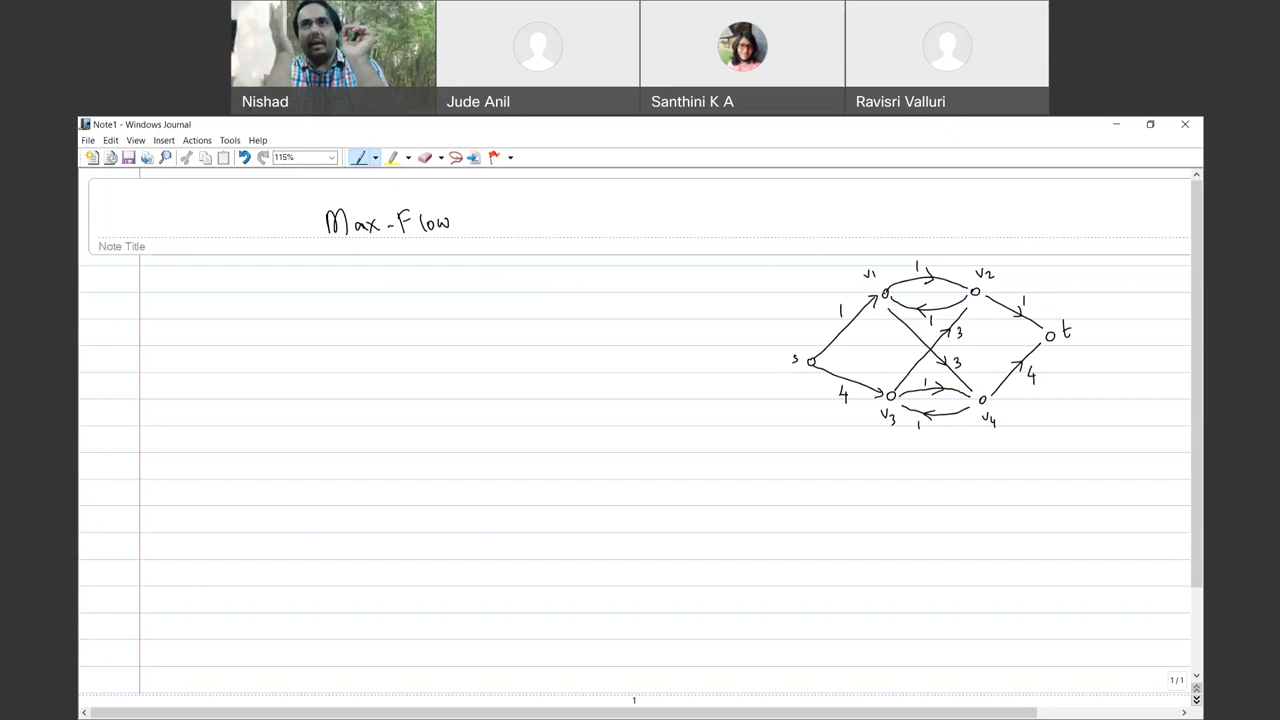 Nishad
Jude Anil
Santhini K A
Ravisri Valluri
Note1 - Windows Journal
File Edit View Insert Actions Tools Help
115%
Max-Flow
Note Title
v1
1
v2
1
1
1
t
3
s
3
4
4
1
v3
v4
1
1/1
1